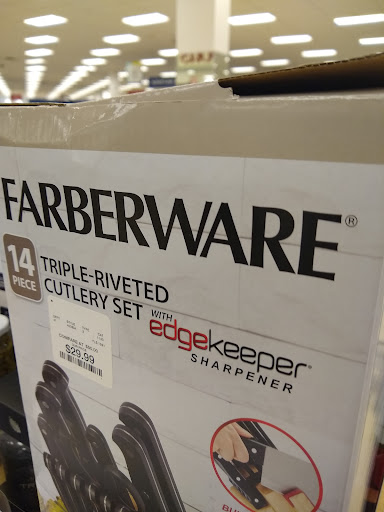 FARBERWARE®
14 PIECE
TRIPLE-RIVETED
CUTLERY SET WITH
edgekeeper®
SHARPENER
COMPARE AT
$29.99